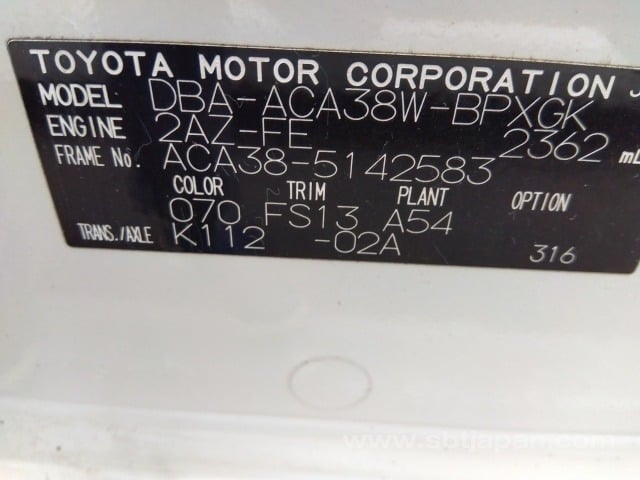 TOYOTA MOTOR CORPORATION J
MODEL DBA-ACA38W-BPXGK
ENGINE 2AZ-FE 2362 mL
FRAME No. ACA38-5142583
COLOR TRIM PLANT OPTION
070 FS13 A54
TRANS./AXLE K112 -02A 316
www.sbtjapan.com